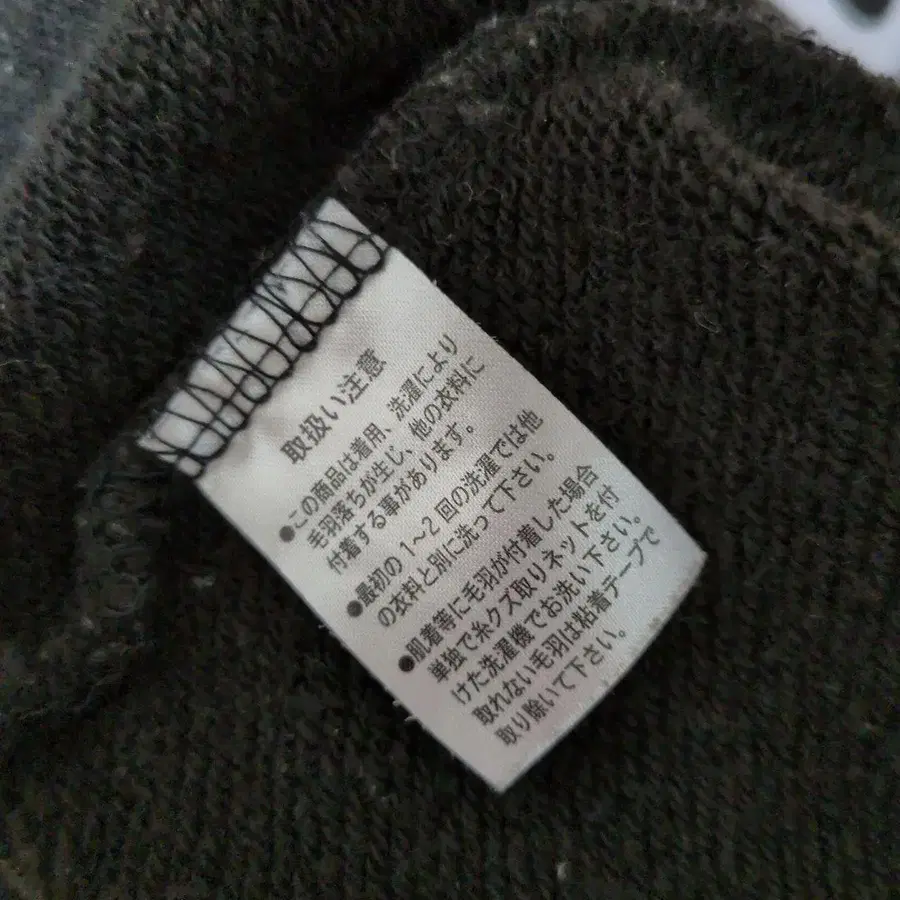 取扱い注意
●この商品は着用、洗濯により
毛羽落ちが生じ、他の衣料に
付着する事があります。
●最初の1〜2回の洗濯では他
の衣料と別に洗って下さい。
●肌着等に毛羽が付着した場合
単独で糸クズ取りネットを付
けた洗濯機でお洗い下さい。
取れない毛羽は粘着テープで
取り除いて下さい。